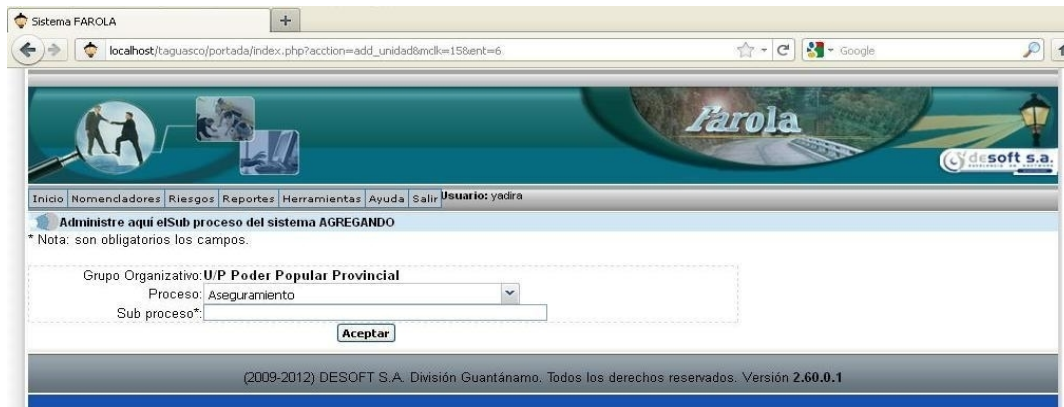 Sistema FAROLA
localhost/taguasco/portada/index.php?acction=add_unidad&mclk=15&ent=6
Google
Farola
desoft s.a.
Inicio Nomencladores Riesgos Reportes Herramientas Ayuda Salir Usuario: yadira
Administre aquí elSub proceso del sistema AGREGANDO
* Nota: son obligatorios los campos.
Grupo Organizativo: U/P Poder Popular Provincial
Proceso: Aseguramiento
Sub proceso*:
Aceptar
(2009-2012) DESOFT S.A. División Guantánamo. Todos los derechos reservados. Versión 2.60.0.1